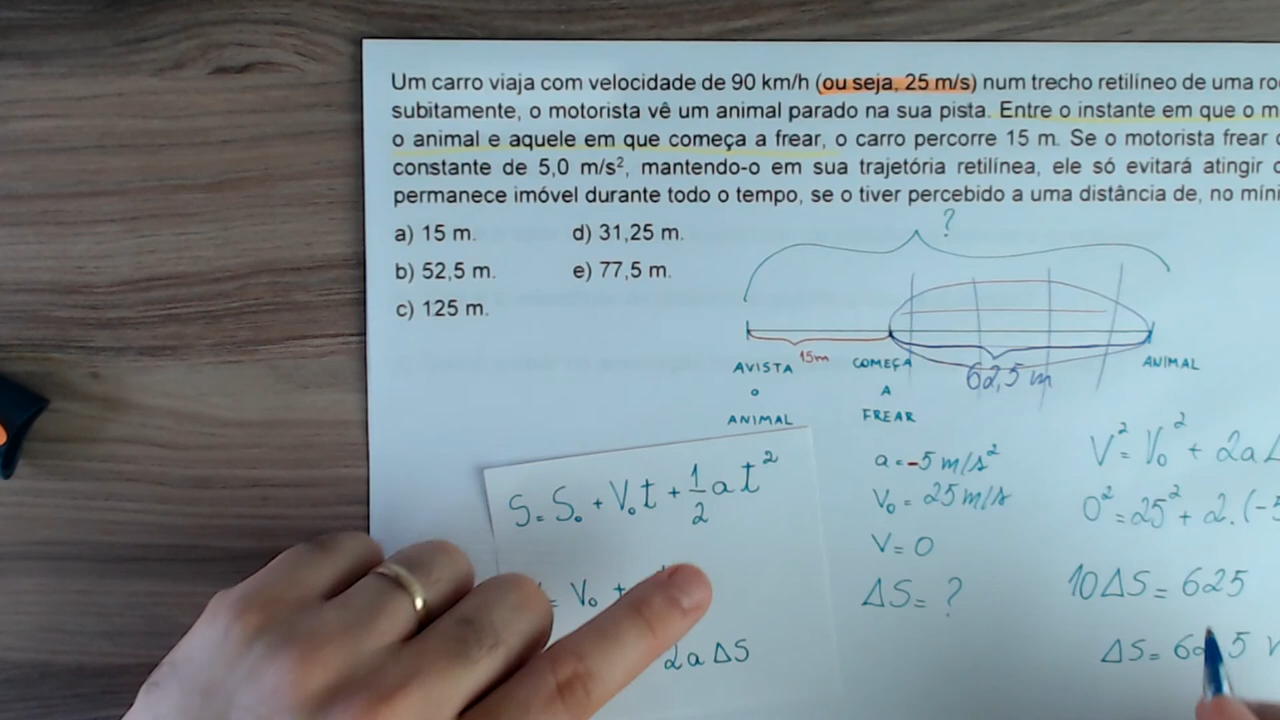 Um carro viaja com velocidade de 90 km/h (ou seja, 25 m/s) num trecho retilíneo de uma ro
subitamente, o motorista vê um animal parado na sua pista. Entre o instante em que o m
o animal e aquele em que começa a frear, o carro percorre 15 m. Se o motorista frear
constante de 5,0 m/s², mantendo-o em sua trajetória retilínea, ele só evitará atingir
permanece imóvel durante todo o tempo, se o tiver percebido a uma distância de, no míni
a) 15 m. d) 31,25 m.
b) 52,5 m. e) 77,5 m.
c) 125 m.
?
15m
62,5 m
AVISTA O ANIMAL
COMEÇA A FREAR
ANIMAL
S = S₀ + V₀t + 1/2 at²
= V₀ +
2aΔS
a = -5 m/s²
V₀ = 25 m/s
V = 0
ΔS = ?
V² = V₀² + 2a
0² = 25² + 2.(-5
10ΔS = 625
ΔS =